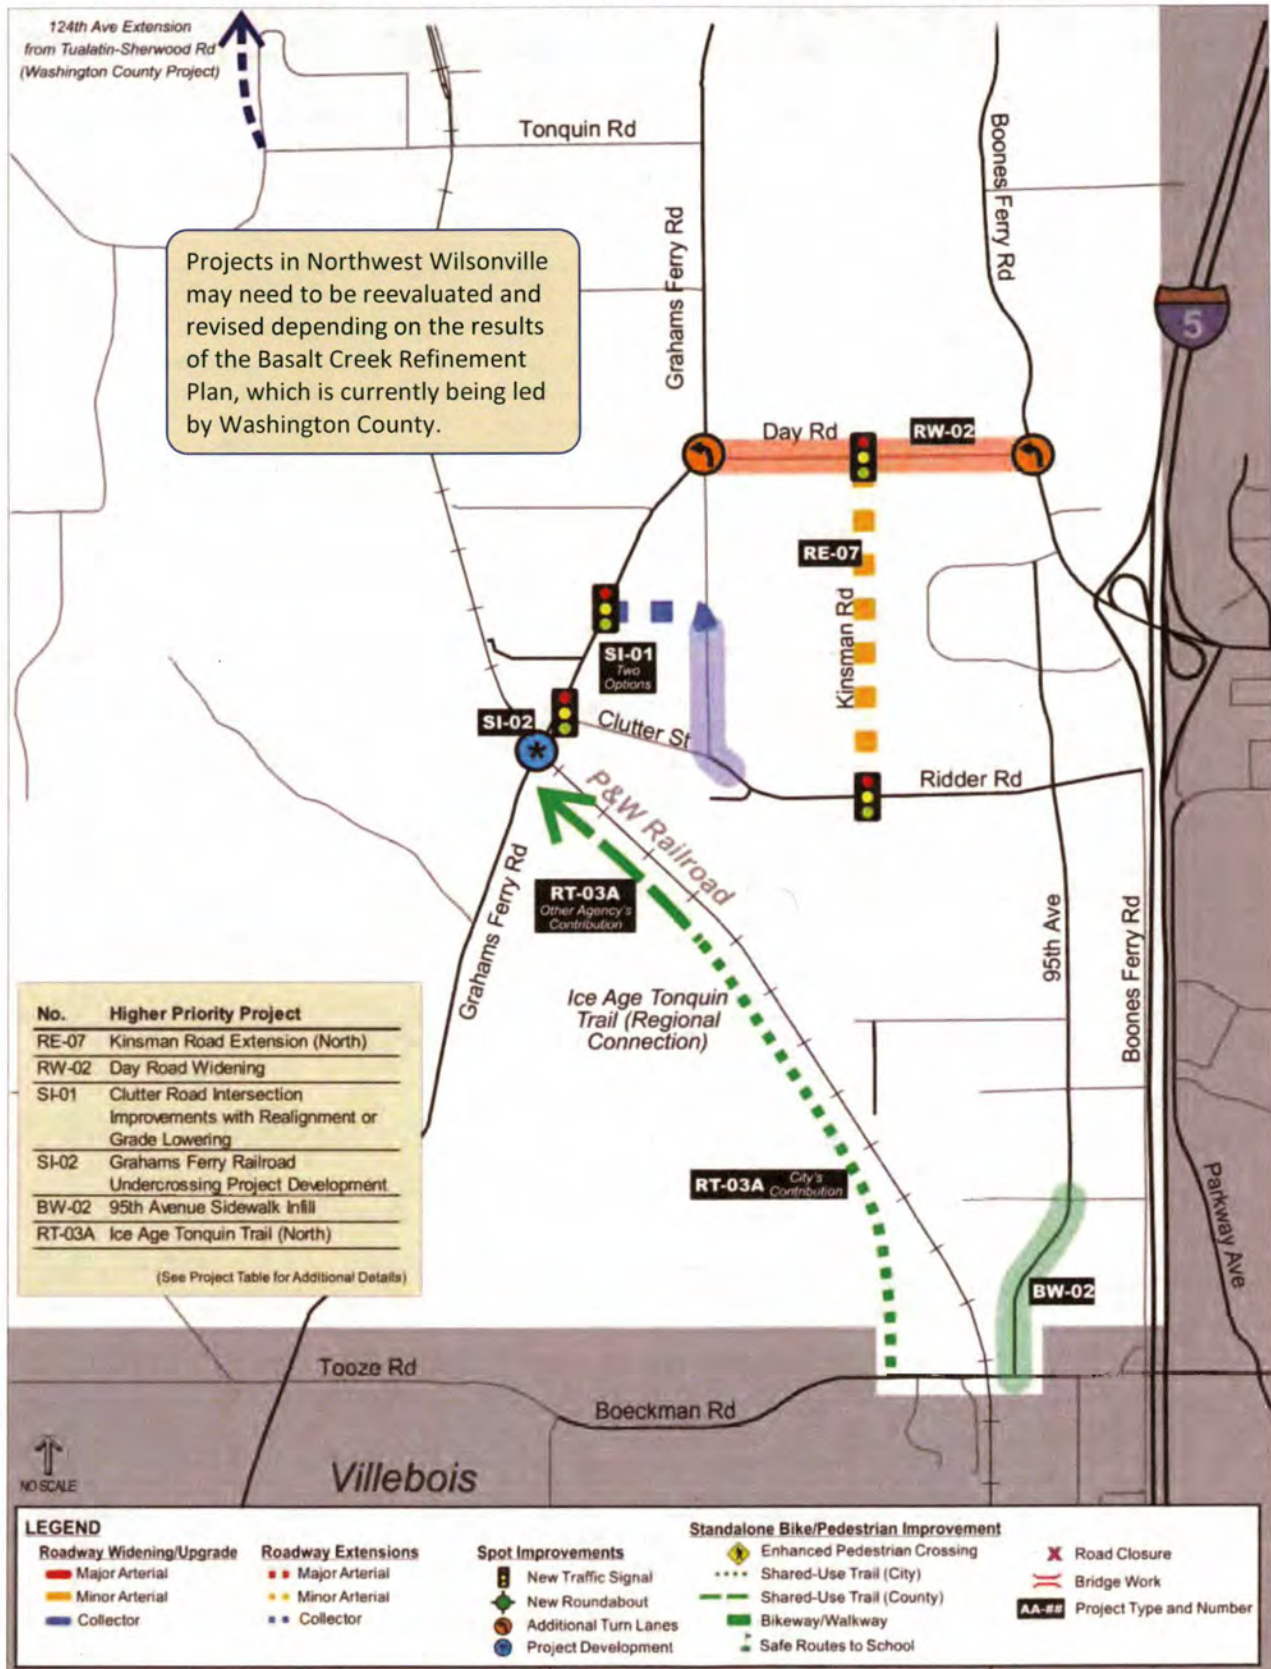 124th Ave Extension
from Tualatin-Sherwood Rd
(Washington County Project)
Tonquin Rd
Boones Ferry Rd
Grahams Ferry Rd
Projects in Northwest Wilsonville
may need to be reevaluated and
revised depending on the results
of the Basalt Creek Refinement
Plan, which is currently being led
by Washington County.
5
Day Rd
RW-02
RE-07
Kinsman Rd
SI-01
Two
Options
SI-02
Clutter St
P&W Railroad
Ridder Rd
RT-03A
Other Agency's
Contribution
Grahams Ferry Rd
95th Ave
Boones Ferry Rd
Ice Age Tonquin
Trail (Regional
Connection)
No. Higher Priority Project
RE-07 Kinsman Road Extension (North)
RW-02 Day Road Widening
SI-01 Clutter Road Intersection
Improvements with Realignment or
Grade Lowering
SI-02 Grahams Ferry Railroad
Undercrossing Project Development
BW-02 95th Avenue Sidewalk Infill
RT-03A Ice Age Tonquin Trail (North)
(See Project Table for Additional Details)
RT-03A City's
Contribution
Parkway Ave
BW-02
Tooze Rd
Boeckman Rd
NO SCALE
Villebois
LEGEND
Roadway Widening/Upgrade
Major Arterial
Minor Arterial
Collector
Roadway Extensions
Major Arterial
Minor Arterial
Collector
Spot Improvements
New Traffic Signal
New Roundabout
Additional Turn Lanes
Project Development
Standalone Bike/Pedestrian Improvement
Enhanced Pedestrian Crossing
Shared-Use Trail (City)
Shared-Use Trail (County)
Bikeway/Walkway
Safe Routes to School
Road Closure
Bridge Work
AA-## Project Type and Number